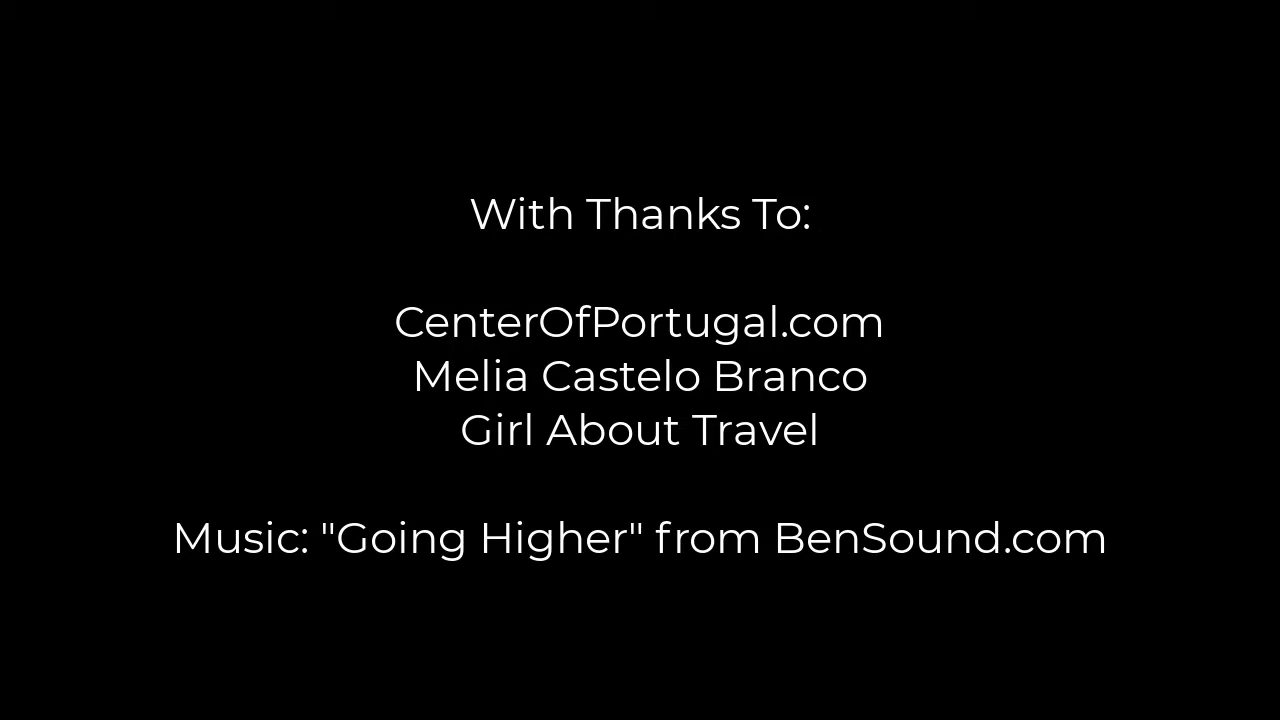 With Thanks To:
CenterOfPortugal.com
Melia Castelo Branco
Girl About Travel
Music: "Going Higher" from BenSound.com